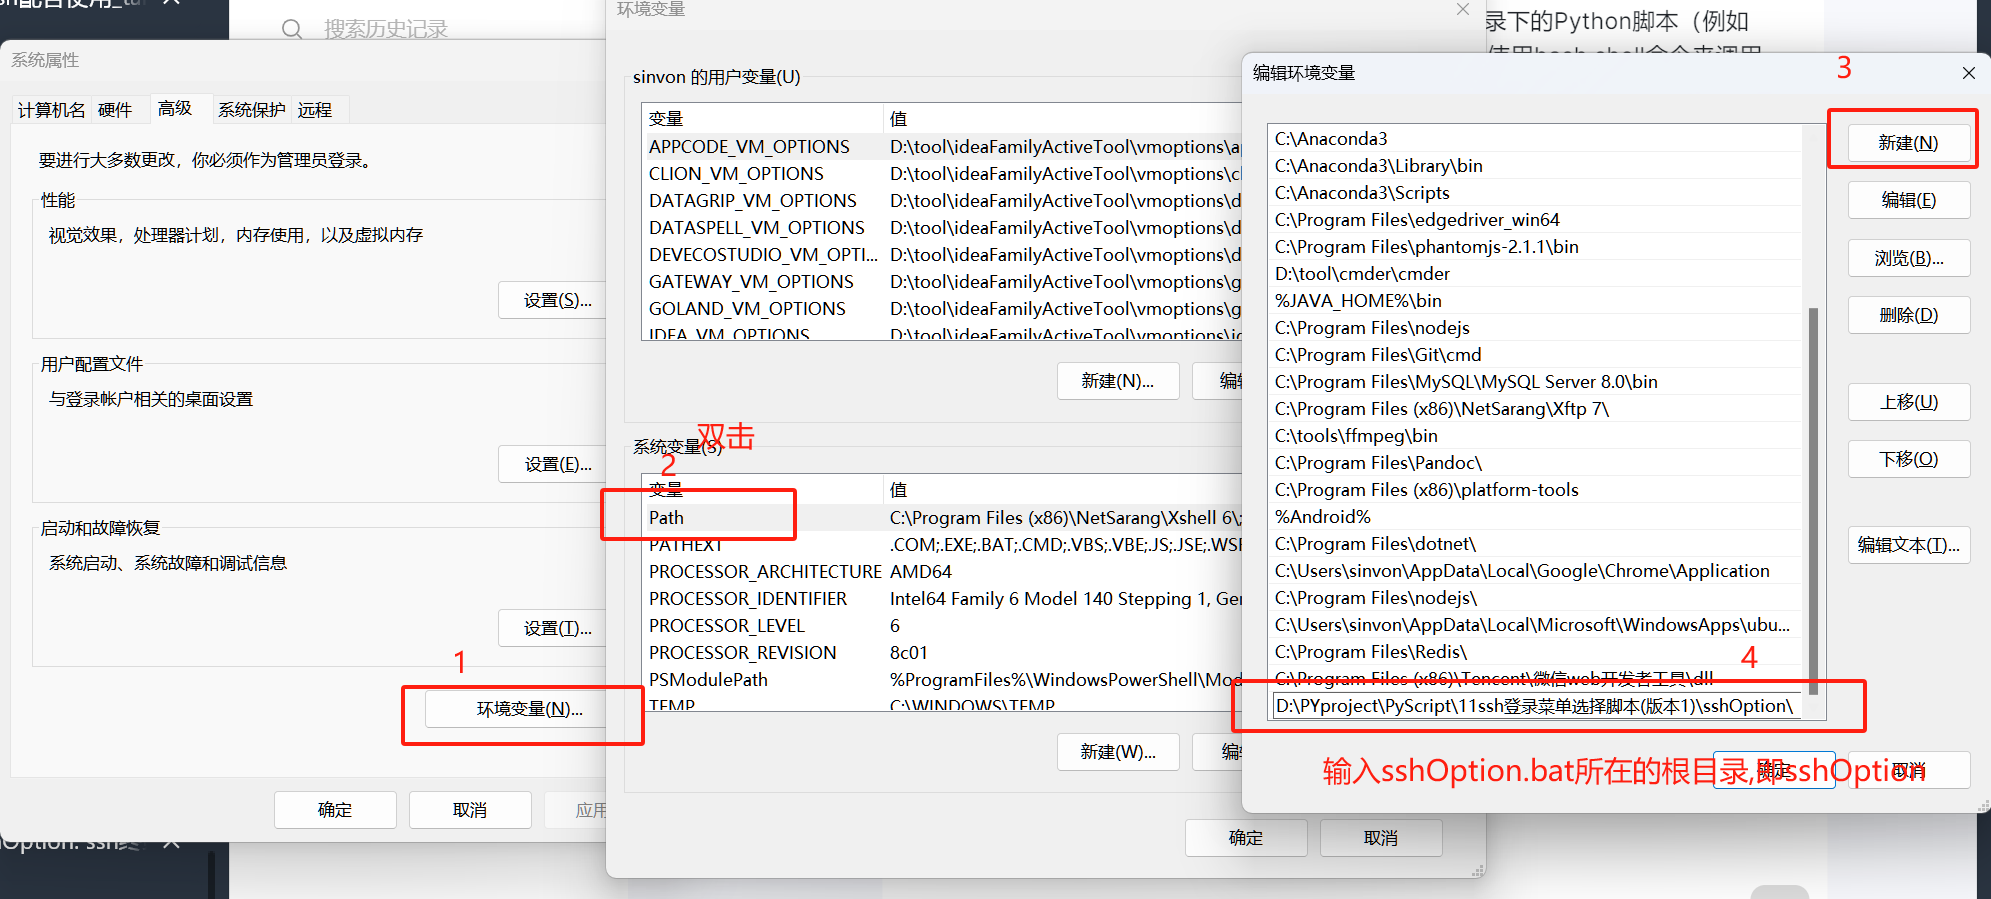 搜索历史记录
系统属性
计算机名
硬件
高级
系统保护
远程
要进行大多数更改，你必须作为管理员登录。
性能
视觉效果，处理器计划，内存使用，以及虚拟内存
设置(S)...
用户配置文件
与登录帐户相关的桌面设置
设置(E)...
启动和故障恢复
系统启动、系统故障和调试信息
设置(T)...
1
环境变量(N)...
确定
取消
应用
环境变量
sinvon 的用户变量(U)
变量 值
APPCODE_VM_OPTIONS D:\tool\ideaFamilyActiveTool\vmoptions\a
CLION_VM_OPTIONS D:\tool\ideaFamilyActiveTool\vmoptions\c
DATAGRIP_VM_OPTIONS D:\tool\ideaFamilyActiveTool\vmoptions\d
DATASPELL_VM_OPTIONS D:\tool\ideaFamilyActiveTool\vmoptions\d
DEVECOSTUDIO_VM_OPTI... D:\tool\ideaFamilyActiveTool\vmoptions\d
GATEWAY_VM_OPTIONS D:\tool\ideaFamilyActiveTool\vmoptions\g
GOLAND_VM_OPTIONS D:\tool\ideaFamilyActiveTool\vmoptions\g
IDEA_VM_OPTIONS D:\tool\ideaFamilyActiveTool\vmoptions\i
新建(N)...
编辑
双击
系统变量(S)
2
变量 值
Path C:\Program Files (x86)\NetSarang\Xshell 6\;
PATHEXT .COM;.EXE;.BAT;.CMD;.VBS;.VBE;.JS;.JSE;.WSF
PROCESSOR_ARCHITECTURE AMD64
PROCESSOR_IDENTIFIER Intel64 Family 6 Model 140 Stepping 1, Ge
PROCESSOR_LEVEL 6
PROCESSOR_REVISION 8c01
PSModulePath %ProgramFiles%\WindowsPowerShell\Mod
TEMP C:\WINDOWS\TEMP
新建(W)...
编辑
确定
取消
录下的Python脚本（例如
使用bash shell命令来调用
编辑环境变量
3
C:\Anaconda3
C:\Anaconda3\Library\bin
C:\Anaconda3\Scripts
C:\Program Files\edgedriver_win64
C:\Program Files\phantomjs-2.1.1\bin
D:\tool\cmder\cmder
%JAVA_HOME%\bin
C:\Program Files\nodejs
C:\Program Files\Git\cmd
C:\Program Files\MySQL\MySQL Server 8.0\bin
C:\Program Files (x86)\NetSarang\Xftp 7\
C:\tools\ffmpeg\bin
C:\Program Files\Pandoc\
C:\Program Files (x86)\platform-tools
%Android%
C:\Program Files\dotnet\
C:\Users\sinvon\AppData\Local\Google\Chrome\Application
C:\Program Files\nodejs\
C:\Users\sinvon\AppData\Local\Microsoft\WindowsApps\ubu...
C:\Program Files\Redis\
4
C:\Program Files (x86)\Tencent\微信web开发者工具\dll
D:\PYproject\PyScript\11ssh登录菜单选择脚本(版本1)\sshOption\
新建(N)
编辑(E)
浏览(B)...
删除(D)
上移(U)
下移(O)
编辑文本(T)...
输入sshOption.bat所在的根目录,即sshOption
确定
取消